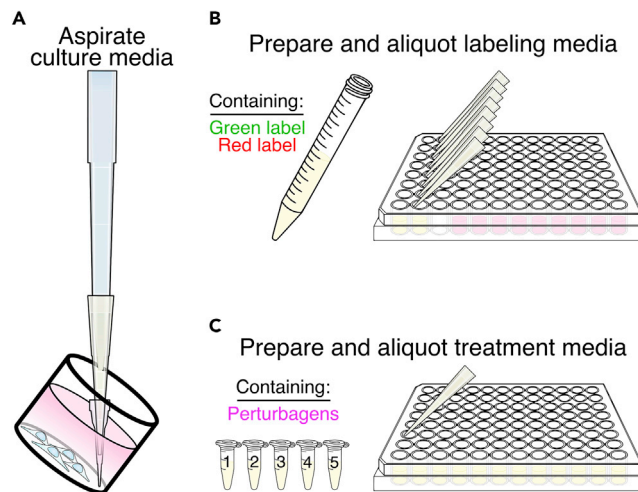 A
Aspirate
culture media
B
Prepare and aliquot labeling media
Containing:
Green label
Red label
C
Prepare and aliquot treatment media
Containing:
Perturbagens
1 2 3 4 5